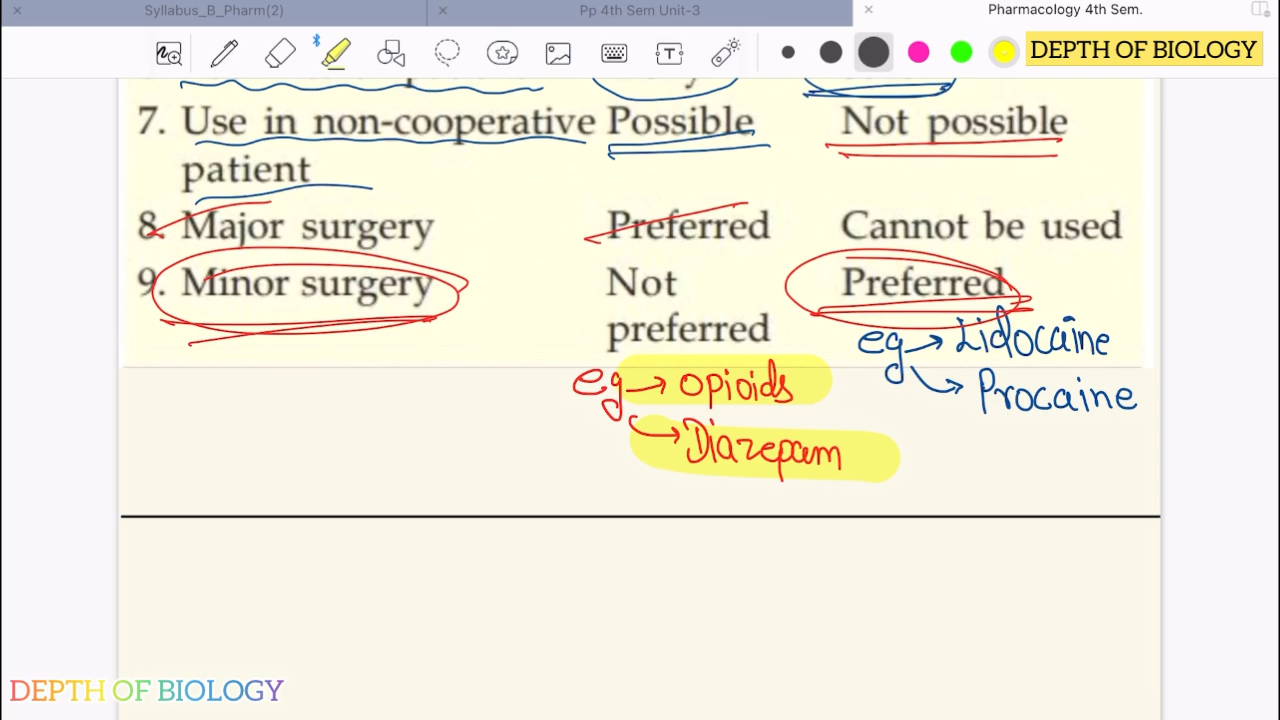 Syllabus_B_Pharm(2) Pp 4th Sem Unit-3 Pharmacology 4th Sem.
DEPTH OF BIOLOGY
7. Use in non-cooperative Possible Not possible
patient
8. Major surgery Preferred Cannot be used
9. Minor surgery Not Preferred
preferred
eg → Lidocaine
→ Procaine
eg → Opioids
→ Diazepam
DEPTH OF BIOLOGY